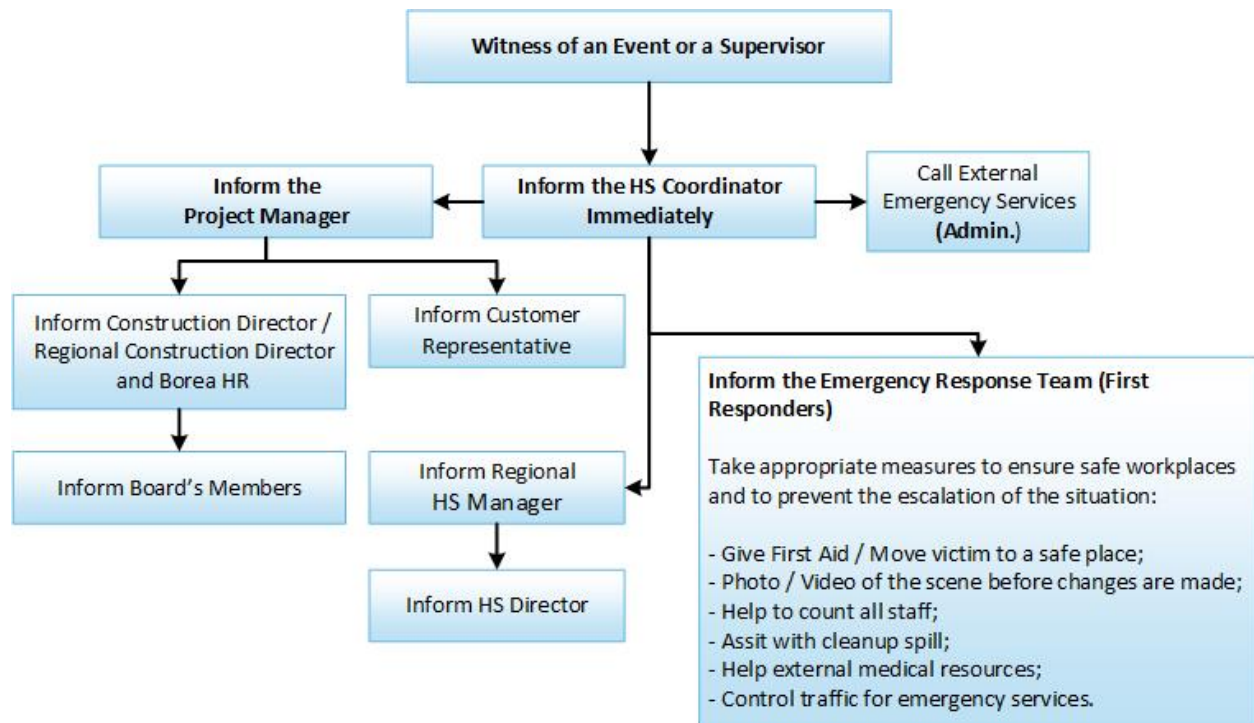 Witness of an Event or a Supervisor
Inform the
Project Manager
Inform the HS Coordinator
Immediately
Call External
Emergency Services
(Admin.)
Inform Construction Director /
Regional Construction Director
and Borea HR
Inform Customer
Representative
Inform Board's Members
Inform Regional
HS Manager
Inform HS Director
Inform the Emergency Response Team (First
Responders)
Take appropriate measures to ensure safe workplaces
and to prevent the escalation of the situation:
- Give First Aid / Move victim to a safe place;
- Photo / Video of the scene before changes are made;
- Help to count all staff;
- Assit with cleanup spill;
- Help external medical resources;
- Control traffic for emergency services.